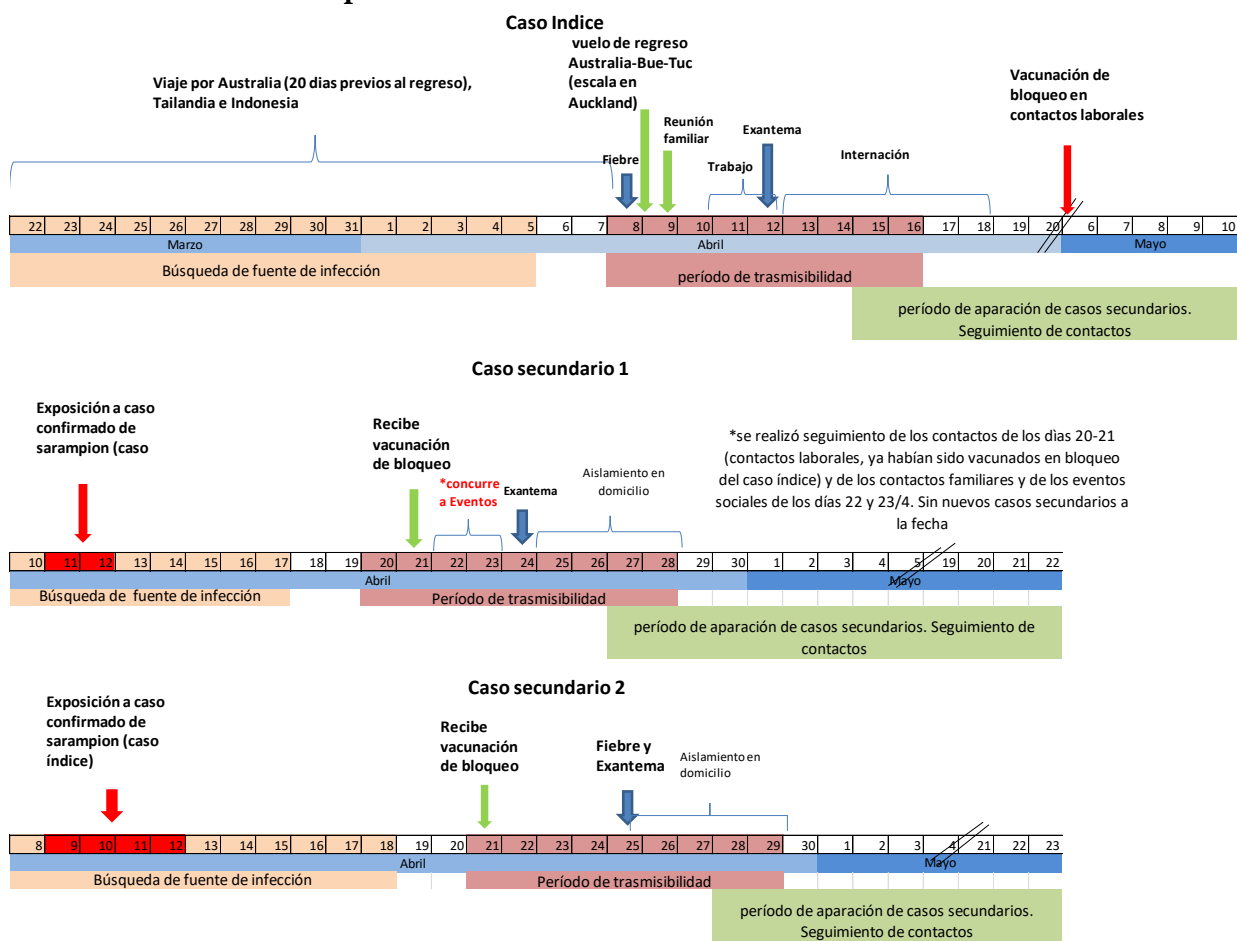 Caso Indice
Viaje por Australia (20 dias previos al regreso),
Tailandia e Indonesia
vuelo de regreso
Australia-Bue-Tuc
(escala en
Auckland)
Fiebre
Reunión
familiar
Trabajo
Exantema
Internación
Vacunación de
bloqueo en
contactos laborales
22 23 24 25 26 27 28 29 30 31 1 2 3 4 5 6 7 8 9 10 11 12 13 14 15 16 17 18 19 20 6 7 8 9 10
Marzo Abril Mayo
Búsqueda de fuente de infección
período de trasmisibilidad
período de aparación de casos secundarios.
Seguimiento de contactos
Caso secundario 1
Exposición a caso
confirmado de
sarampion (caso
Recibe
vacunación
de bloqueo
*concurre
a Eventos
Exantema
Aislamiento en
domicilio
*se realizó seguimiento de los contactos de los dìas 20-21
(contactos laborales, ya habían sido vacunados en bloqueo
del caso índice) y de los contactos familiares y de los eventos
sociales de los días 22 y 23/4. Sin nuevos casos secundarios a
la fecha
10 11 12 13 14 15 16 17 18 19 20 21 22 23 24 25 26 27 28 29 30 1 2 3 4 5 19 20 21 22
Abril Mayo
Búsqueda de fuente de infección
Período de trasmisibilidad
período de aparación de casos secundarios. Seguimiento de
contactos
Caso secundario 2
Exposición a caso
confirmado de
sarampion (caso
índice)
Recibe
vacunación
de bloqueo
Fiebre y
Exantema
Aislamiento en
domicilio
8 9 10 11 12 13 14 15 16 17 18 19 20 21 22 23 24 25 26 27 28 29 30 1 2 3 4 21 22 23
Abril Mayo
Búsqueda de fuente de infección
Período de trasmisibilidad
período de aparación de casos secundarios.
Seguimiento de contactos